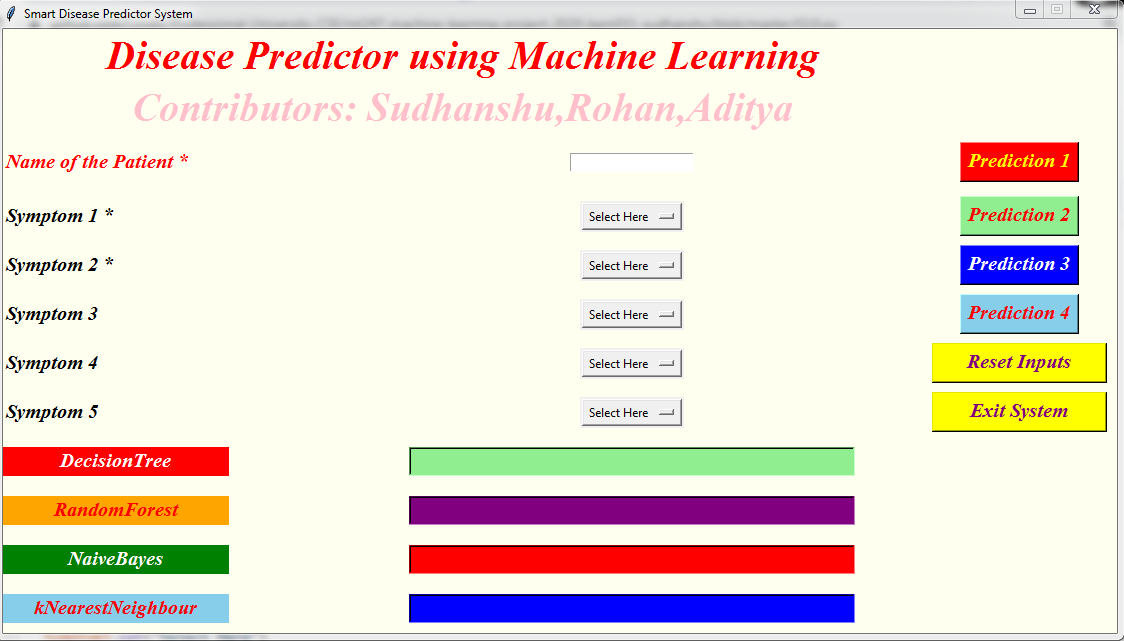 Smart Disease Predictor System
Disease Predictor using Machine Learning
Contributors: Sudhanshu,Rohan,Aditya
Name of the Patient *
Prediction 1
Symptom 1 *
Select Here
Prediction 2
Symptom 2 *
Select Here
Prediction 3
Symptom 3
Select Here
Prediction 4
Symptom 4
Select Here
Reset Inputs
Symptom 5
Select Here
Exit System
DecisionTree
RandomForest
NaiveBayes
kNearestNeighbour